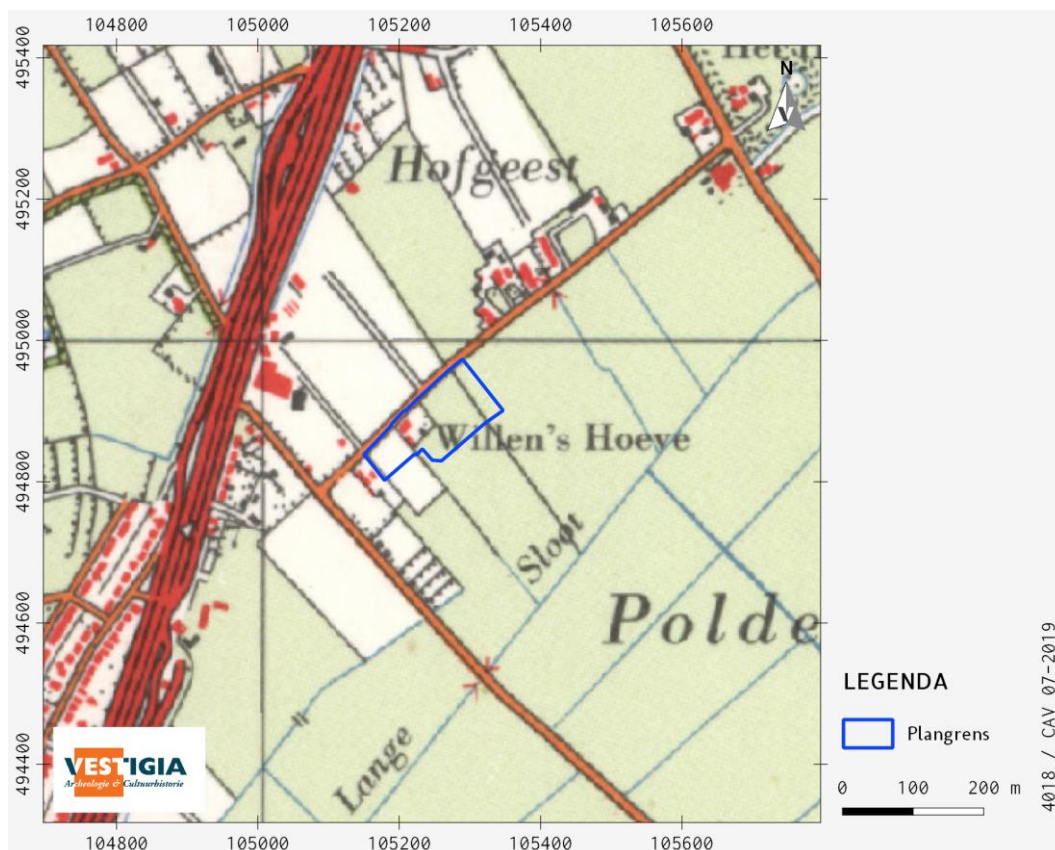 104800 105000 105200 105400 105600
495400
495200
495000
494800
494600
494400
N
Hofgeest
Willen's Hoeve
Sloot
Polde
Lange
VESTIGIA
Archeologie & Cultuurhistorie
104800 105000 105200 105400 105600
LEGENDA
Plangrens
0 100 200 m
4018 / CAV 07-2019